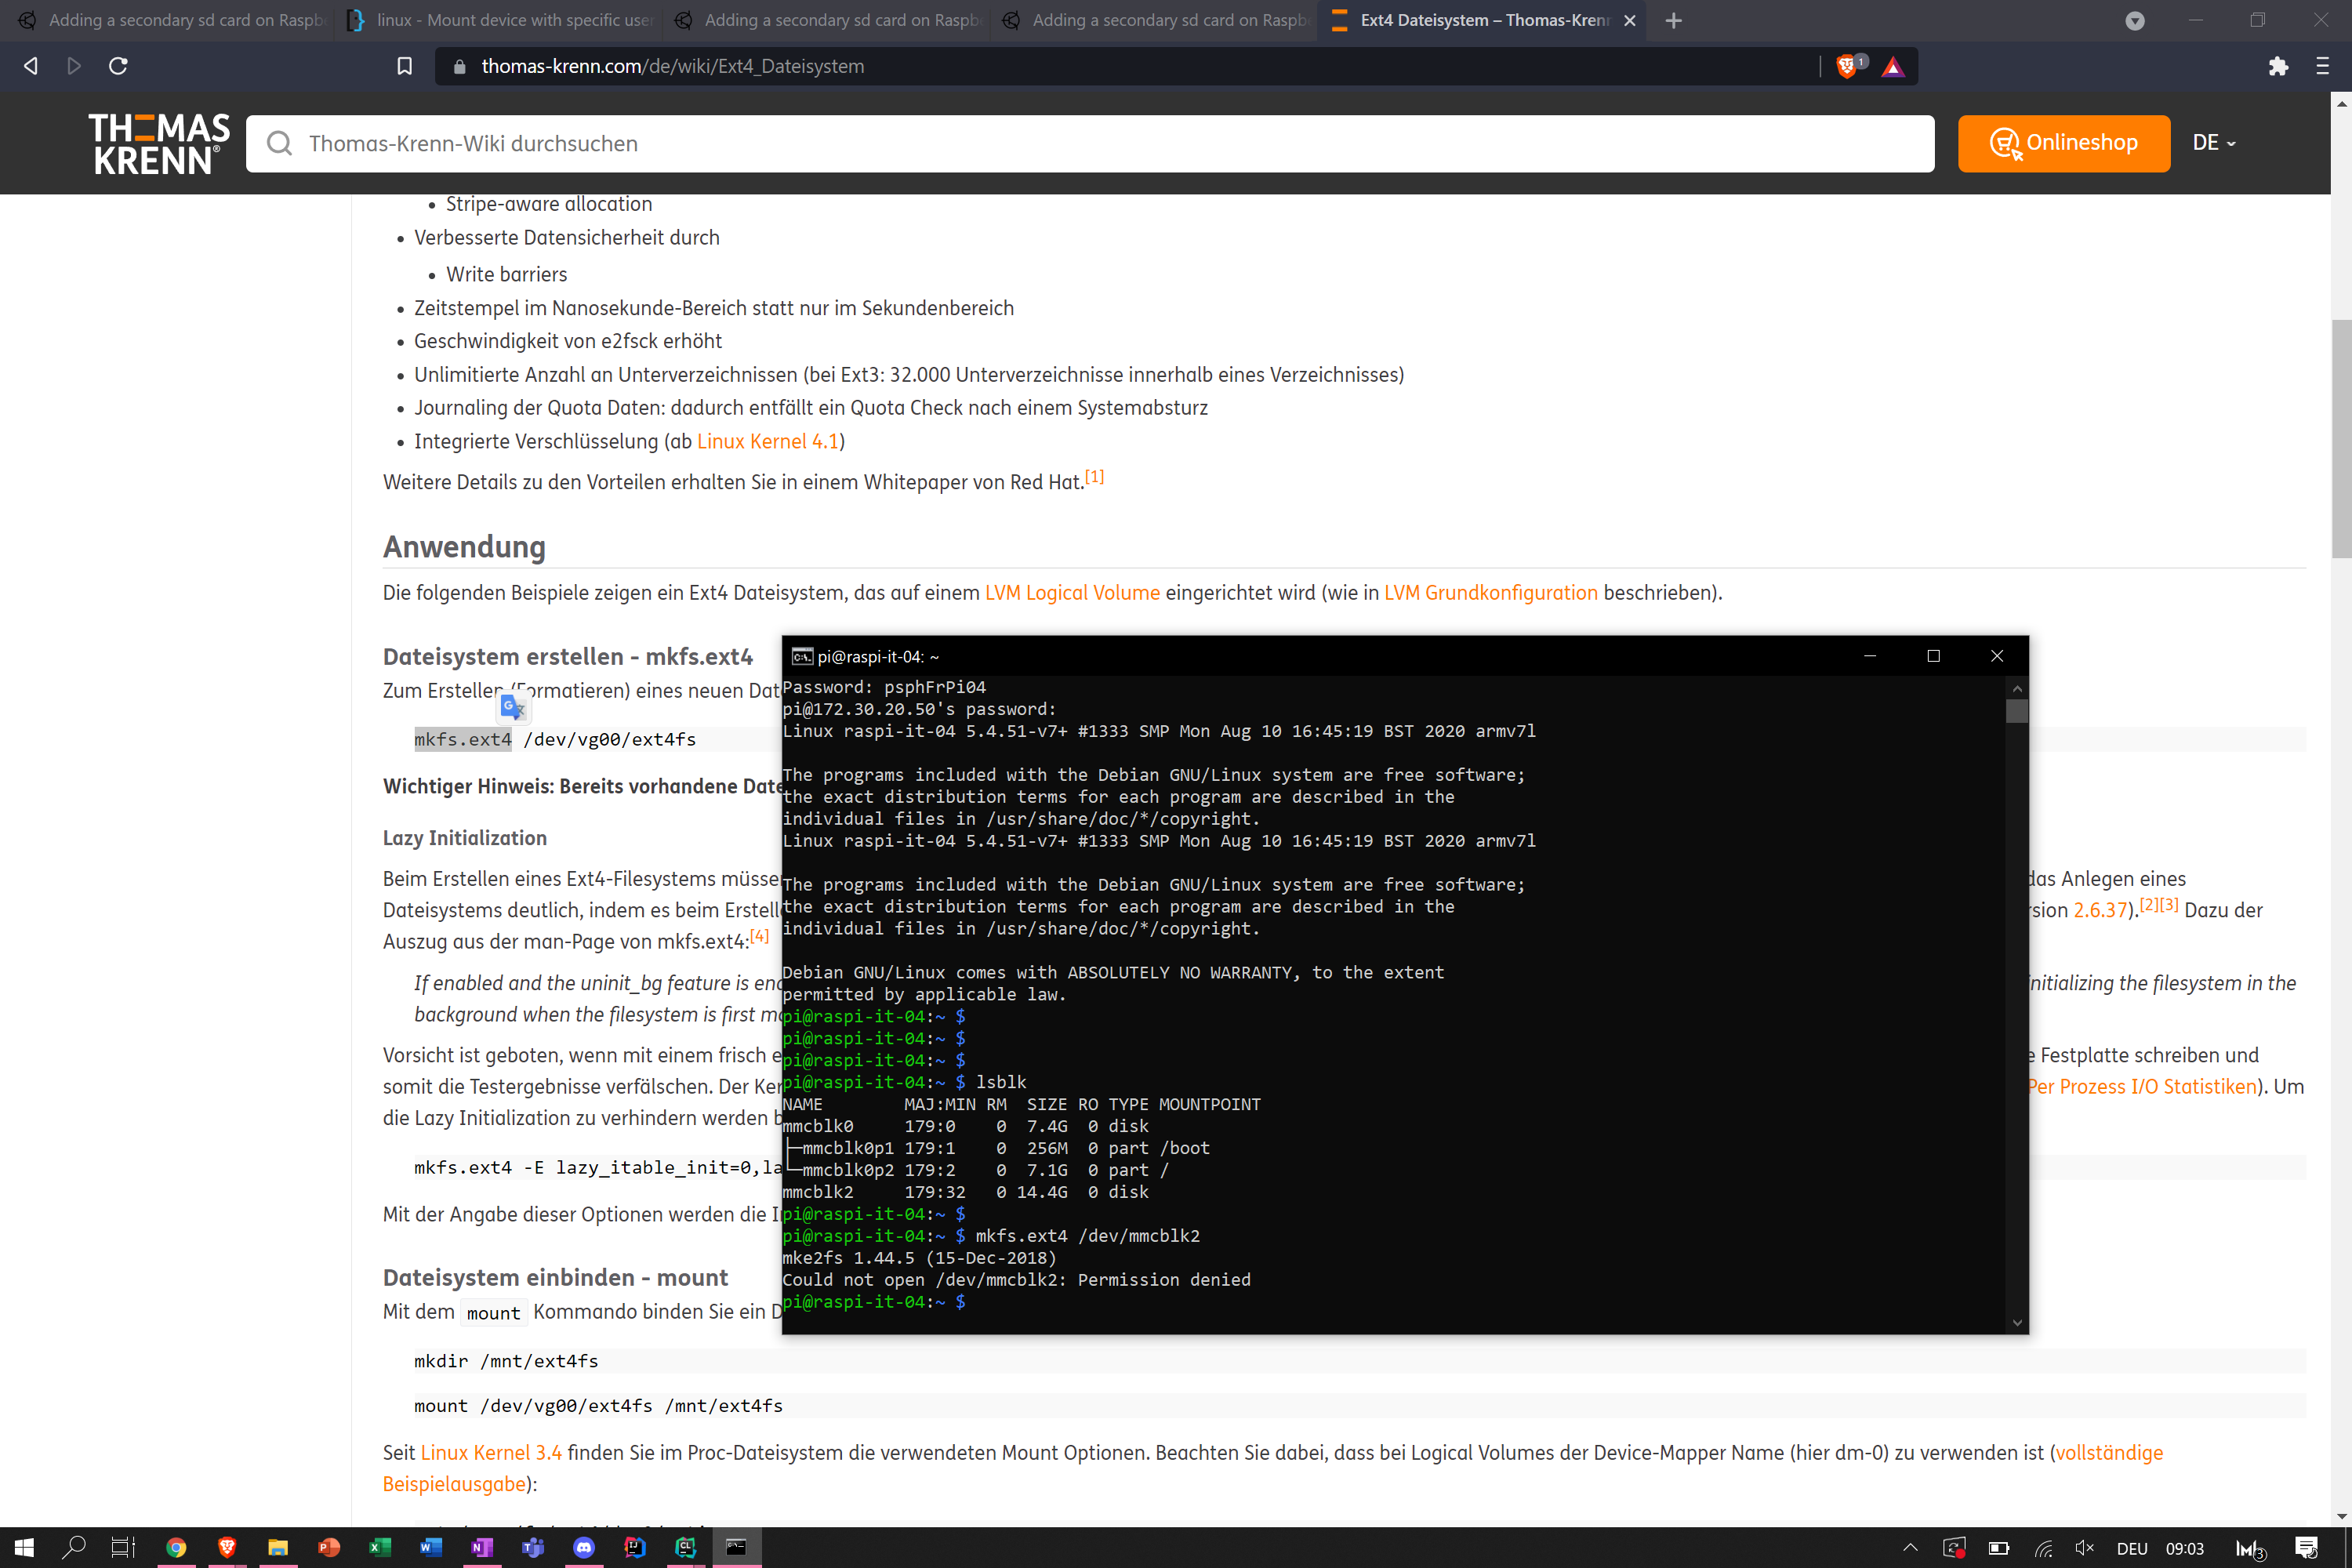 Adding a secondary sd card on Raspb
linux - Mount device with specific user
Adding a secondary sd card on Raspb
Adding a secondary sd card on Raspb
Ext4 Dateisystem – Thomas-Krenn
thomas-krenn.com/de/wiki/Ext4_Dateisystem
1
THOMAS
KRENN®
Thomas-Krenn-Wiki durchsuchen
Onlineshop
DE
Stripe-aware allocation
Verbesserte Datensicherheit durch
Write barriers
Zeitstempel im Nanosekunde-Bereich statt nur im Sekundenbereich
Geschwindigkeit von e2fsck erhöht
Unlimitierte Anzahl an Unterverzeichnissen (bei Ext3: 32.000 Unterverzeichnisse innerhalb eines Verzeichnisses)
Journaling der Quota Daten: dadurch entfällt ein Quota Check nach einem Systemabsturz
Integrierte Verschlüsselung (ab Linux Kernel 4.1)
Weitere Details zu den Vorteilen erhalten Sie in einem Whitepaper von Red Hat.[1]
Anwendung
Die folgenden Beispiele zeigen ein Ext4 Dateisystem, das auf einem LVM Logical Volume eingerichtet wird (wie in LVM Grundkonfiguration beschrieben).
Dateisystem erstellen - mkfs.ext4
Zum Erstellen (Formatieren) eines neuen Dat
mkfs.ext4 /dev/vg00/ext4fs
Wichtiger Hinweis: Bereits vorhandene Date
Lazy Initialization
Beim Erstellen eines Ext4-Filesystems müssen das Anlegen eines
Dateisystems deutlich, indem es beim Erstell rsion 2.6.37).[2][3] Dazu der
Auszug aus der man-Page von mkfs.ext4:[4]
If enabled and the uninit_bg feature is ena nitializing the filesystem in the
background when the filesystem is first mo
Vorsicht ist geboten, wenn mit einem frisch e e Festplatte schreiben und
somit die Testergebnisse verfälschen. Der Ker Per Prozess I/O Statistiken). Um
die Lazy Initialization zu verhindern werden b
mkfs.ext4 -E lazy_itable_init=0,la
Mit der Angabe dieser Optionen werden die I
Dateisystem einbinden - mount
Mit dem mount Kommando binden Sie ein D
mkdir /mnt/ext4fs
mount /dev/vg00/ext4fs /mnt/ext4fs
Seit Linux Kernel 3.4 finden Sie im Proc-Dateisystem die verwendeten Mount Optionen. Beachten Sie dabei, dass bei Logical Volumes der Device-Mapper Name (hier dm-0) zu verwenden ist (vollständige
Beispielausgabe):
pi@raspi-it-04: ~
Password: psphFrPi04
pi@172.30.20.50's password:
Linux raspi-it-04 5.4.51-v7+ #1333 SMP Mon Aug 10 16:45:19 BST 2020 armv7l
The programs included with the Debian GNU/Linux system are free software;
the exact distribution terms for each program are described in the
individual files in /usr/share/doc/*/copyright.
Linux raspi-it-04 5.4.51-v7+ #1333 SMP Mon Aug 10 16:45:19 BST 2020 armv7l
The programs included with the Debian GNU/Linux system are free software;
the exact distribution terms for each program are described in the
individual files in /usr/share/doc/*/copyright.
Debian GNU/Linux comes with ABSOLUTELY NO WARRANTY, to the extent
permitted by applicable law.
pi@raspi-it-04:~ $
pi@raspi-it-04:~ $
pi@raspi-it-04:~ $
pi@raspi-it-04:~ $ lsblk
NAME MAJ:MIN RM SIZE RO TYPE MOUNTPOINT
mmcblk0 179:0 0 7.4G 0 disk
├─mmcblk0p1 179:1 0 256M 0 part /boot
└─mmcblk0p2 179:2 0 7.1G 0 part /
mmcblk2 179:32 0 14.4G 0 disk
pi@raspi-it-04:~ $
pi@raspi-it-04:~ $ mkfs.ext4 /dev/mmcblk2
mke2fs 1.44.5 (15-Dec-2018)
Could not open /dev/mmcblk2: Permission denied
pi@raspi-it-04:~ $
DEU
09:03
3